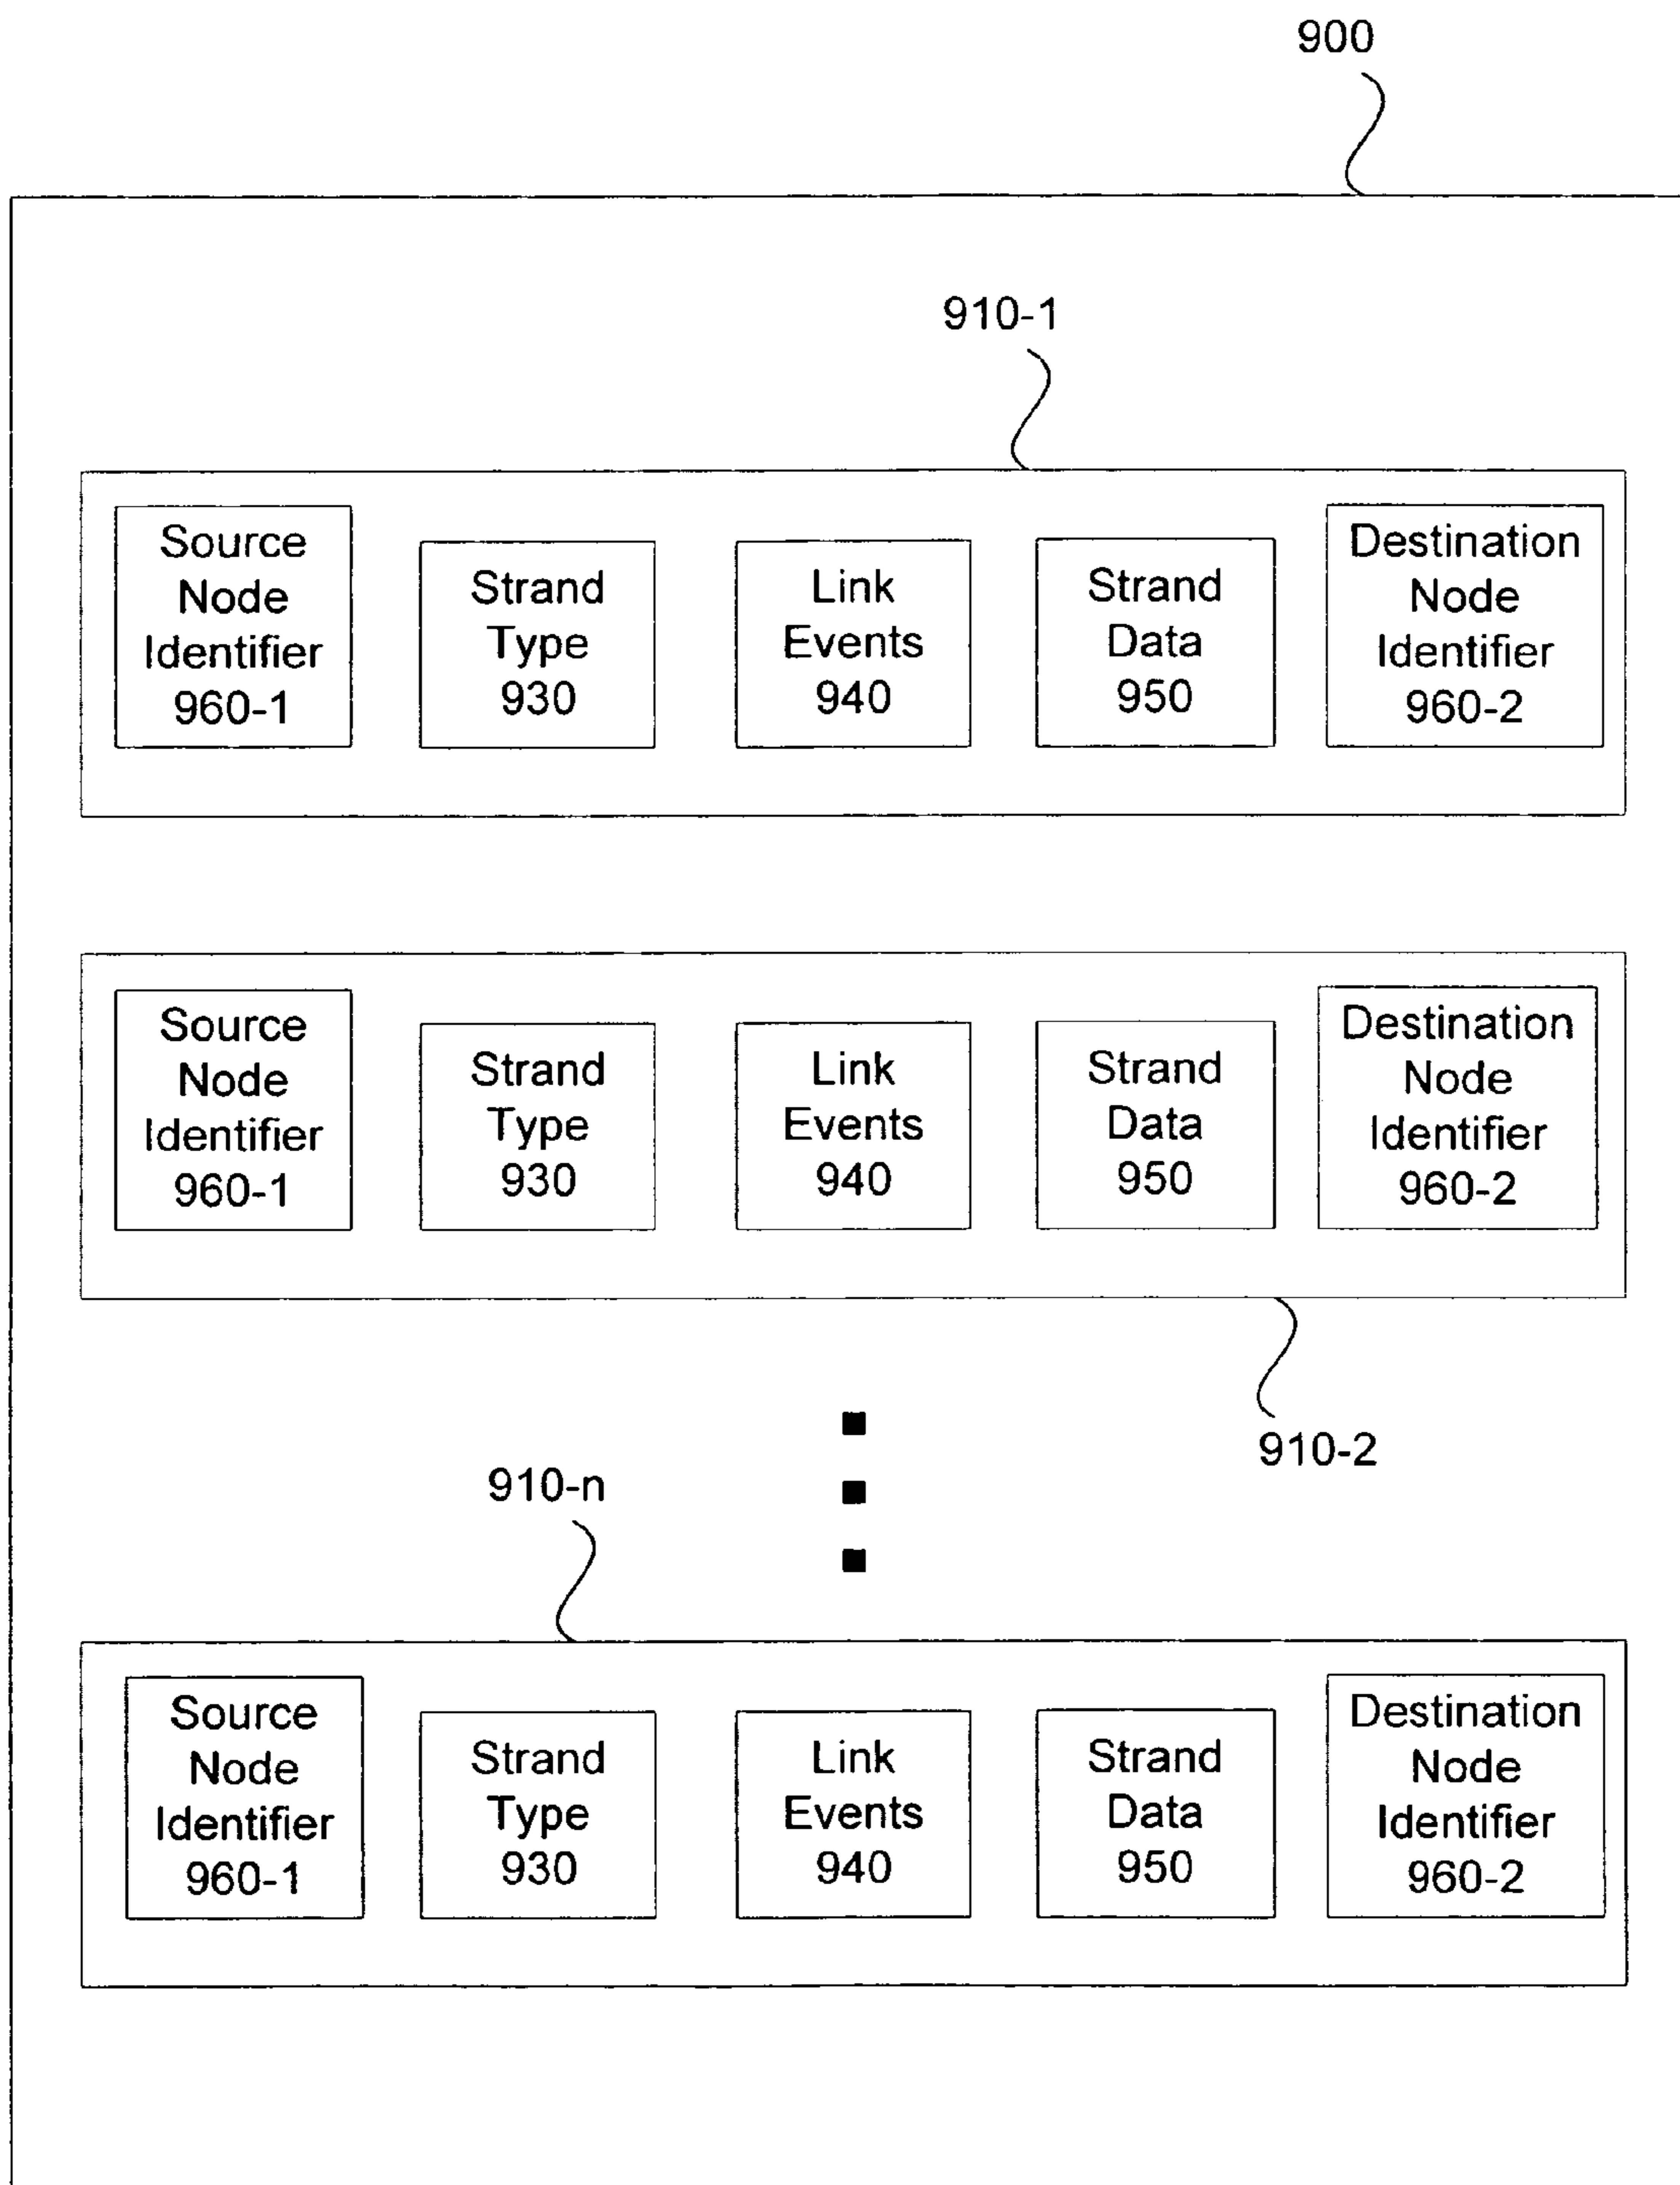 900
910-1
Source
Node
Identifier
960-1
Strand
Type
930
Link
Events
940
Strand
Data
950
Destination
Node
Identifier
960-2
Source
Node
Identifier
960-1
Strand
Type
930
Link
Events
940
Strand
Data
950
Destination
Node
Identifier
960-2
910-2
910-n
Source
Node
Identifier
960-1
Strand
Type
930
Link
Events
940
Strand
Data
950
Destination
Node
Identifier
960-2